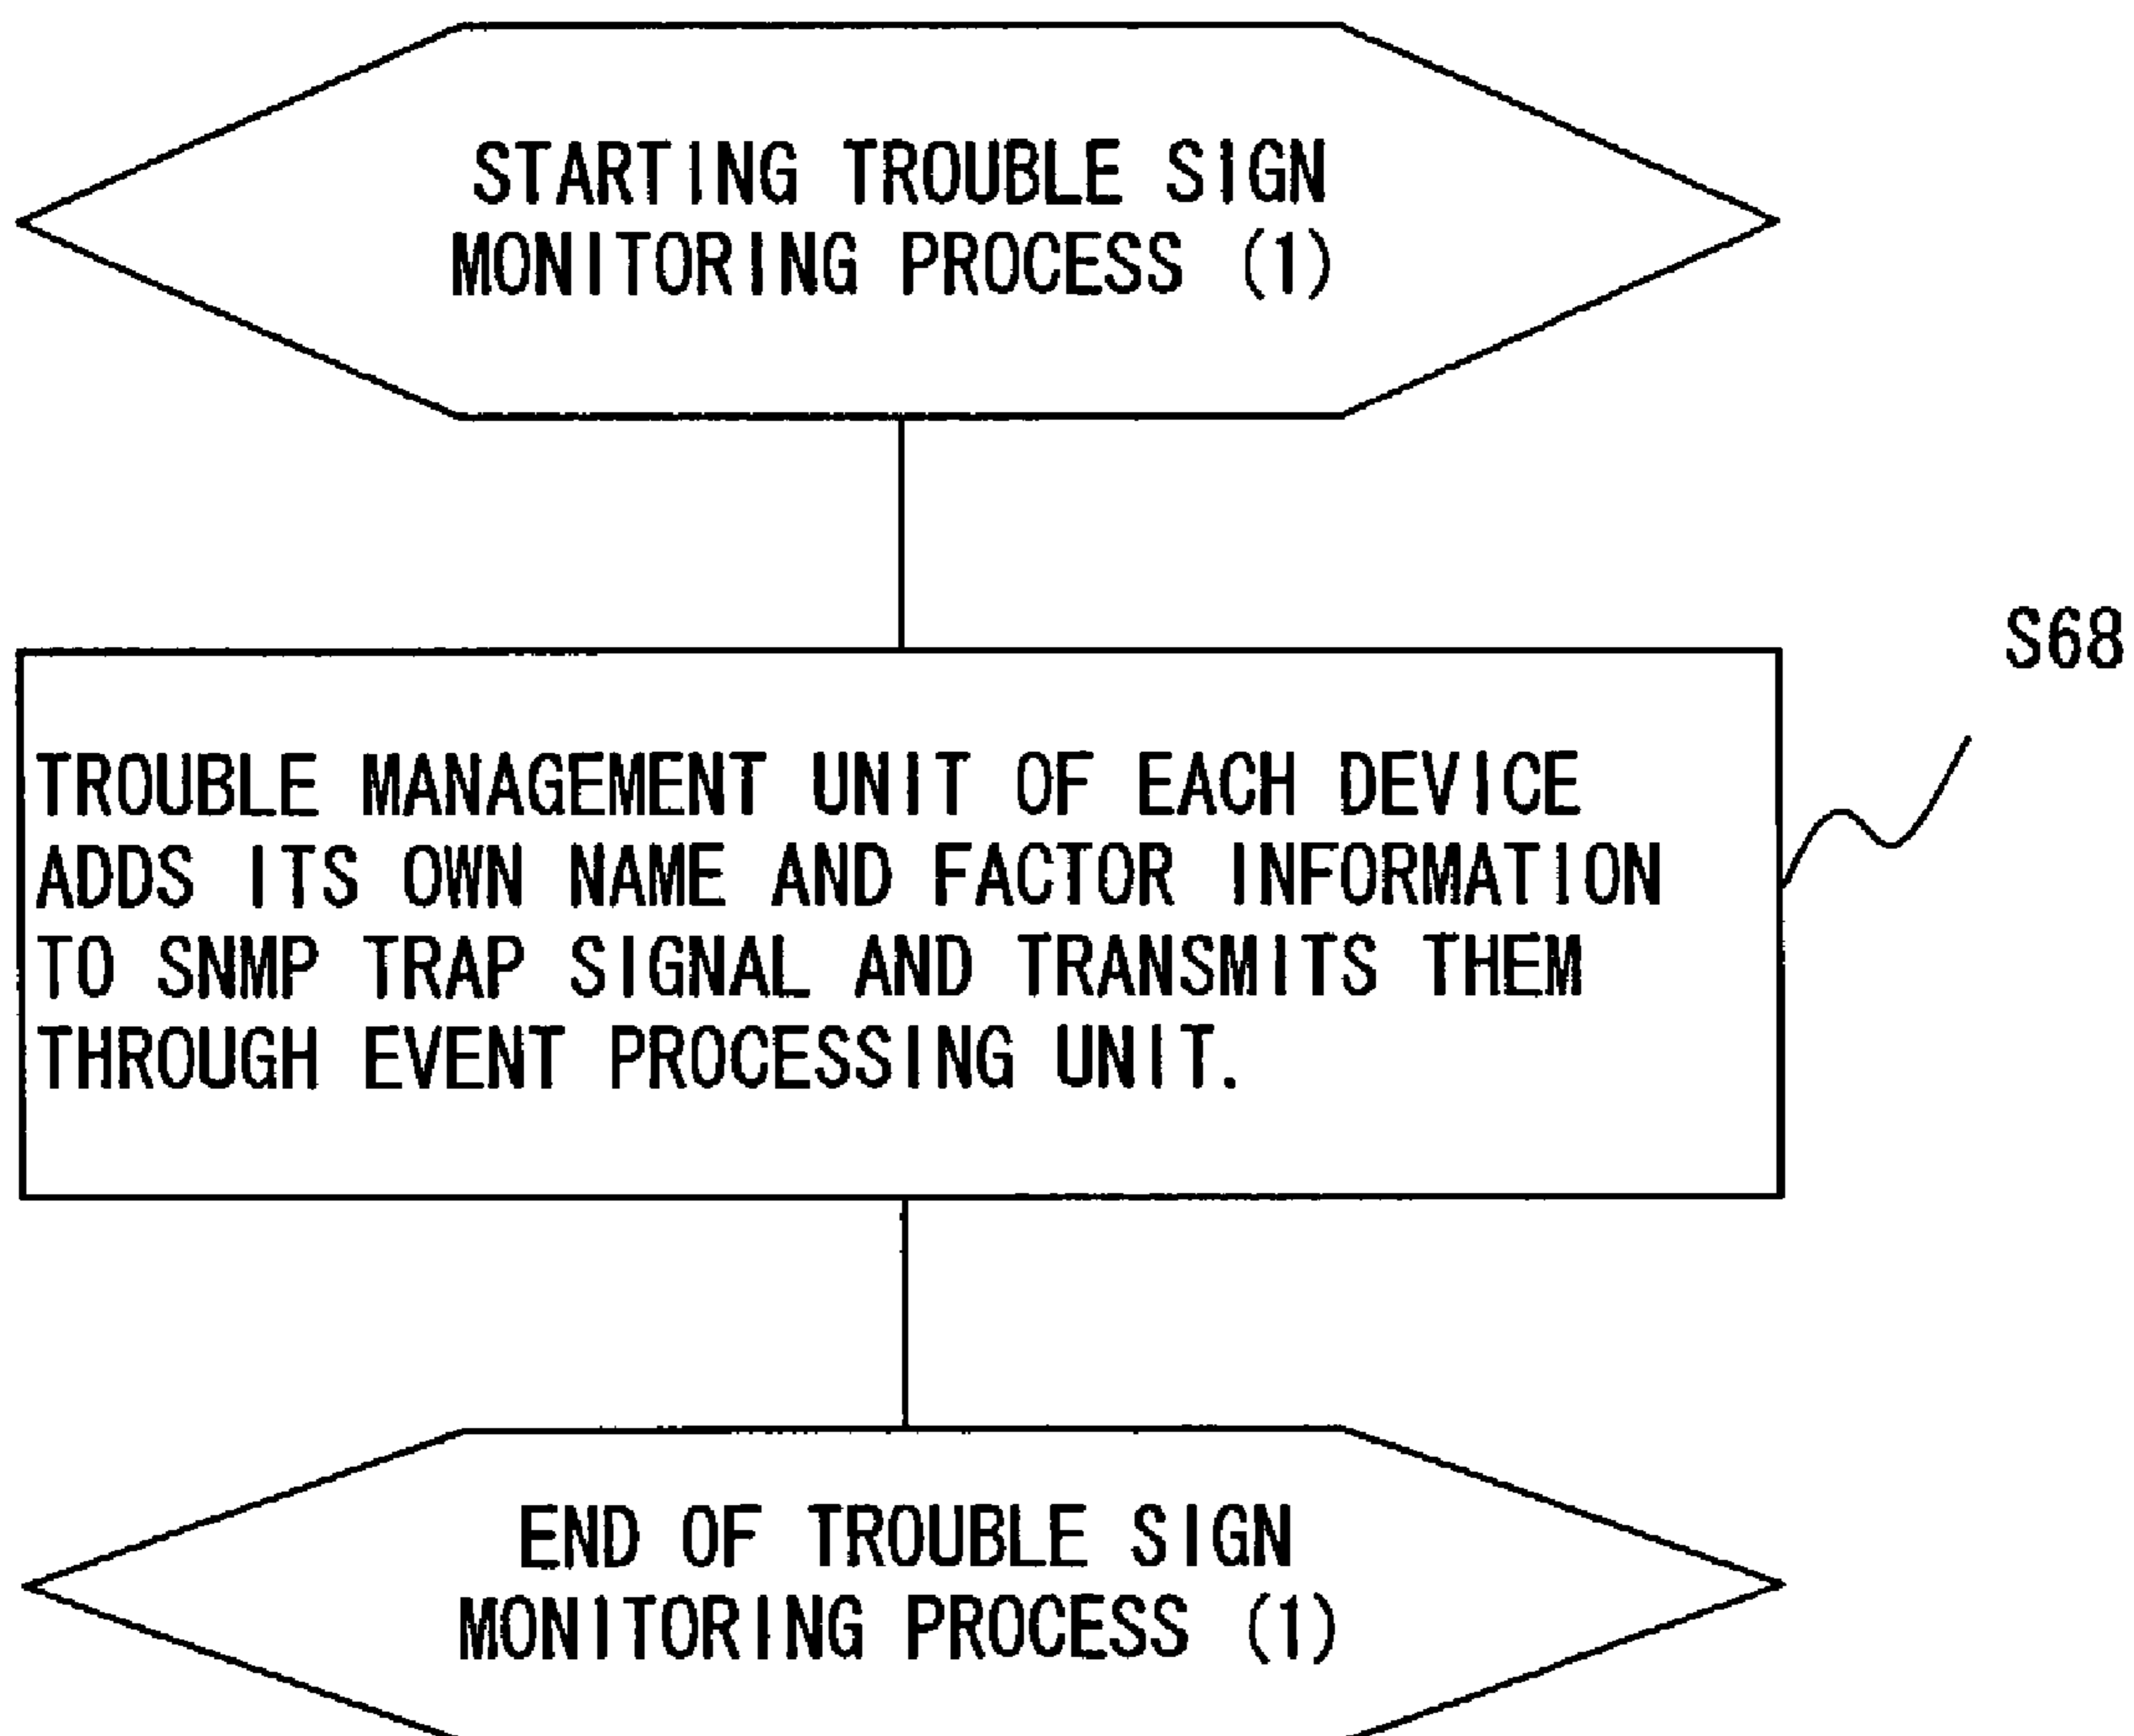 STARTING TROUBLE SIGN
MONITORING PROCESS (1)
S68
TROUBLE MANAGEMENT UNIT OF EACH DEVICE
ADDS ITS OWN NAME AND FACTOR INFORMATION
TO SNMP TRAP SIGNAL AND TRANSMITS THEM
THROUGH EVENT PROCESSING UNIT.
END OF TROUBLE SIGN
MONITORING PROCESS (1)